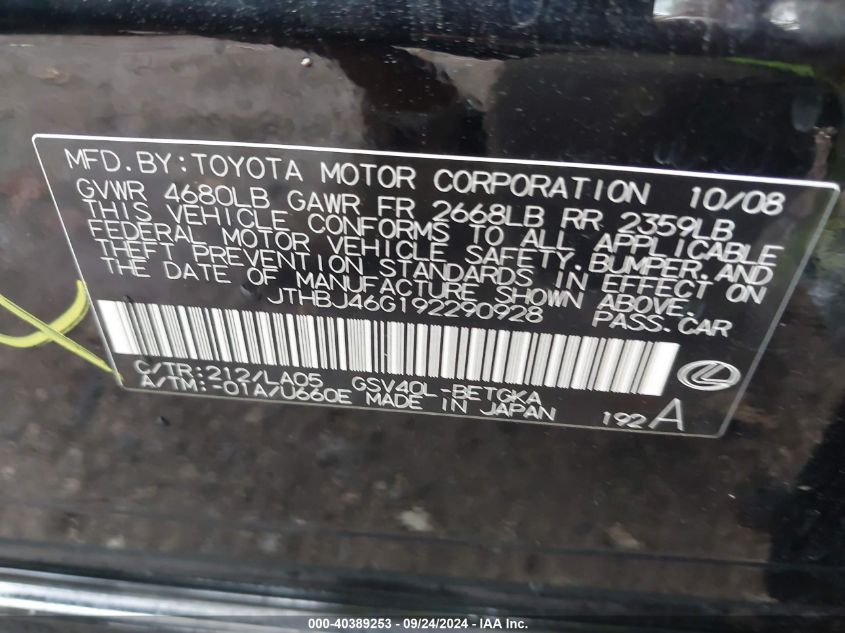 MFD. BY: TOYOTA MOTOR CORPORATION 10/08
GVWR 4680LB GAWR FR 2668LB RR 2359LB
THIS VEHICLE CONFORMS TO ALL APPLICABLE
FEDERAL MOTOR VEHICLE SAFETY, BUMPER, AND
THEFT PREVENTION STANDARDS IN EFFECT ON
THE DATE OF MANUFACTURE SHOWN ABOVE.
JTHBJ46G192290928 PASS. CAR
C/TR: 212/LA05 GSV40L-BETGKA
A/TM: -01A/U660E MADE IN JAPAN 192A
000-40389253 - 09/24/2024 - IAA Inc.